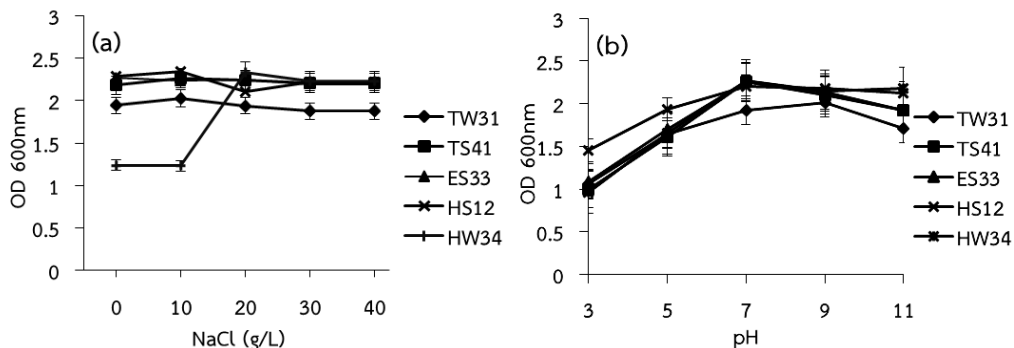 (a)
OD 600nm
3
2.5
2
1.5
1
0.5
0
0 10 20 30 40
NaCl (g/L)
TW31
TS41
ES33
HS12
HW34
(b)
OD 600nm
3
2.5
2
1.5
1
0.5
0
3 5 7 9 11
pH
TW31
TS41
ES33
HS12
HW34